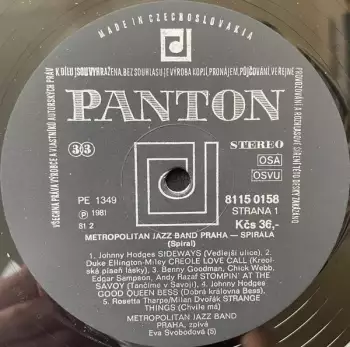 MADE IN CZECHOSLOVAKIA
K DÍLU JSOU VYHRAŽENA. BEZ SOUHLASU JE VÝROBA KOPIÍ, PRONÁJEM, PŮJČOVÁNÍ, VEŘEJNÉ
PROVOZOVÁNÍ A ROZHLASOVÉ ŠÍŘENÍ
VŠECHNA PRÁVA VÝROBCE A VLASTNÍKŮ AUTORSKÝCH PRÁV
PANTON
33
STEREO
OSA
OSVU
PE 1349
Ⓟ 1981
81 2
8115 0158
STRANA 1
Kčs 36,-
METROPOLITAN JAZZ BAND PRAHA — SPIRÁLA
(Spiral)
1. Johnny Hodges SIDEWAYS (Vedlejší ulicí), 2.
Duke Ellington-Miley CREOLE LOVE CALL (Kreol-
ská píseň lásky), 3. Benny Goodman, Chick Webb,
Edgar Sampson, Andy Razaf STOMPIN' AT THE
SAVOY (Tančíme v Savoji), 4. Johnny Hodges
GOOD QUEEN BESS (Dobrá královna Bess),
5. Rosetta Tharpe/Milan Dvořák STRANGE
THINGS (Chvíle má)
METROPOLITAN JAZZ BAND
PRAHA, zpívá
Eva Svobodová (5)